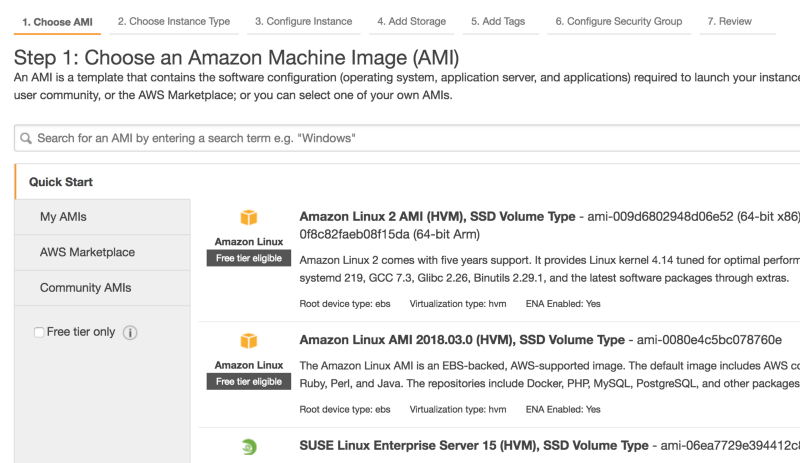 1. Choose AMI 2. Choose Instance Type 3. Configure Instance 4. Add Storage 5. Add Tags 6. Configure Security Group 7. Review
Step 1: Choose an Amazon Machine Image (AMI)
An AMI is a template that contains the software configuration (operating system, application server, and applications) required to launch your instance
user community, or the AWS Marketplace; or you can select one of your own AMIs.
Search for an AMI by entering a search term e.g. "Windows"
Quick Start
My AMIs
AWS Marketplace
Community AMIs
Free tier only
Amazon Linux
Free tier eligible
Amazon Linux 2 AMI (HVM), SSD Volume Type - ami-009d6802948d06e52 (64-bit x86)
0f8c82faeb08f15da (64-bit Arm)
Amazon Linux 2 comes with five years support. It provides Linux kernel 4.14 tuned for optimal perform
systemd 219, GCC 7.3, Glibc 2.26, Binutils 2.29.1, and the latest software packages through extras.
Root device type: ebs Virtualization type: hvm ENA Enabled: Yes
Amazon Linux
Free tier eligible
Amazon Linux AMI 2018.03.0 (HVM), SSD Volume Type - ami-0080e4c5bc078760e
The Amazon Linux AMI is an EBS-backed, AWS-supported image. The default image includes AWS co
Ruby, Perl, and Java. The repositories include Docker, PHP, MySQL, PostgreSQL, and other packages
Root device type: ebs Virtualization type: hvm ENA Enabled: Yes
SUSE Linux Enterprise Server 15 (HVM), SSD Volume Type - ami-06ea7729e394412c8